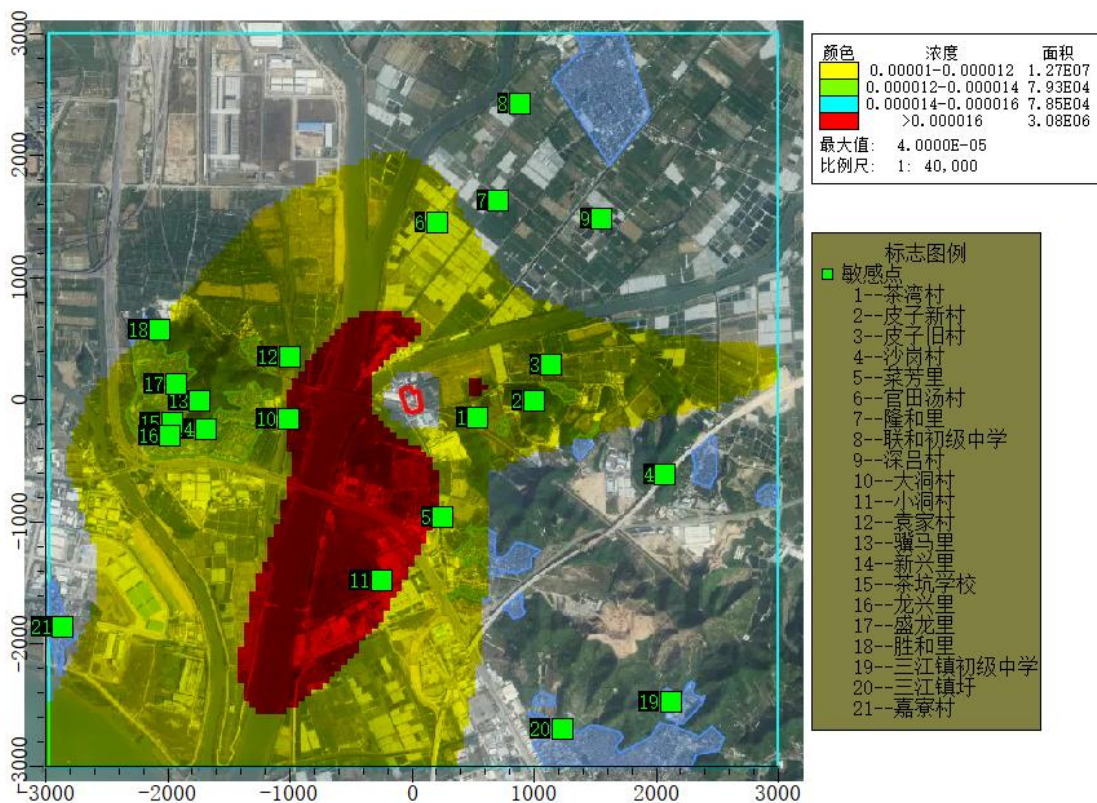 颜色 浓度 面积
0.00001-0.000012 1.27E07
0.000012-0.000014 7.93E04
0.000014-0.000016 7.85E04
>0.000016 3.08E06
最大值: 4.0000E-05
比例尺: 1: 40,000
标志图例
敏感点
1--茶湾村
2--皮子新村
3--皮子旧村
4--沙岗村
5--菜芳里
6--官田汤村
7--隆和里
8--联和初级中学
9--深吕村
10--大洞村
11--小洞村
12--袁家村
13--骥马里
14--新兴里
15--茶坑学校
16--龙兴里
17--盛龙里
18--胜和里
19--三江镇初级中学
20--三江镇圩
21--嘉寮村
3000
2000
1000
0
-1000
-2000
-3000
-3000 -2000 -1000 0 1000 2000 3000
8
7
9
6
18
12
3
17
13
2
10
1
15
4
16
4
5
11
21
19
20